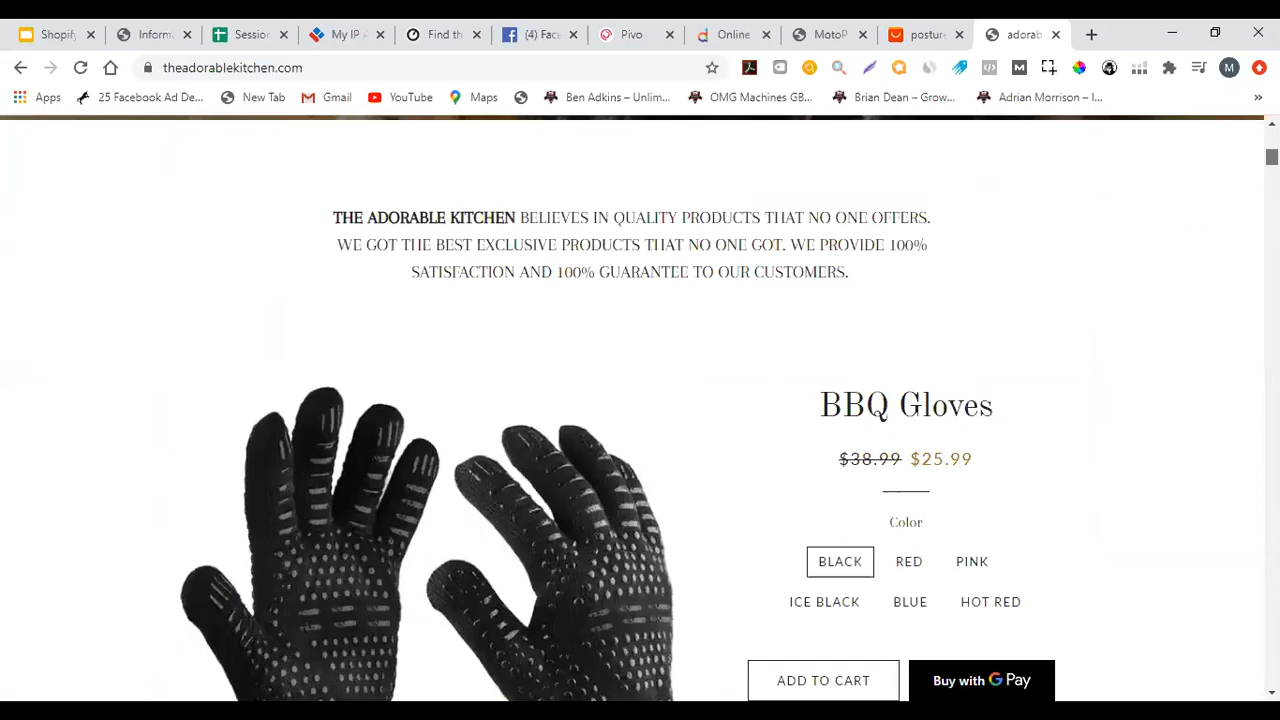 Shopify
Inform
Sessio
My IP A
Find th
(4) Face
Pivo
Online
MotoP
posture
adorab
theadorablekitchen.com
M
M
Apps
25 Facebook Ad De...
New Tab
Gmail
YouTube
Maps
Ben Adkins – Unlim...
OMG Machines GB...
Brian Dean – Grow...
Adrian Morrison – I...
»
THE ADORABLE KITCHEN BELIEVES IN QUALITY PRODUCTS THAT NO ONE OFFERS.
WE GOT THE BEST EXCLUSIVE PRODUCTS THAT NO ONE GOT. WE PROVIDE 100%
SATISFACTION AND 100% GUARANTEE TO OUR CUSTOMERS.
BBQ Gloves
$38.99 $25.99
Color
BLACK RED PINK
ICE BLACK BLUE HOT RED
ADD TO CART
Buy with G Pay